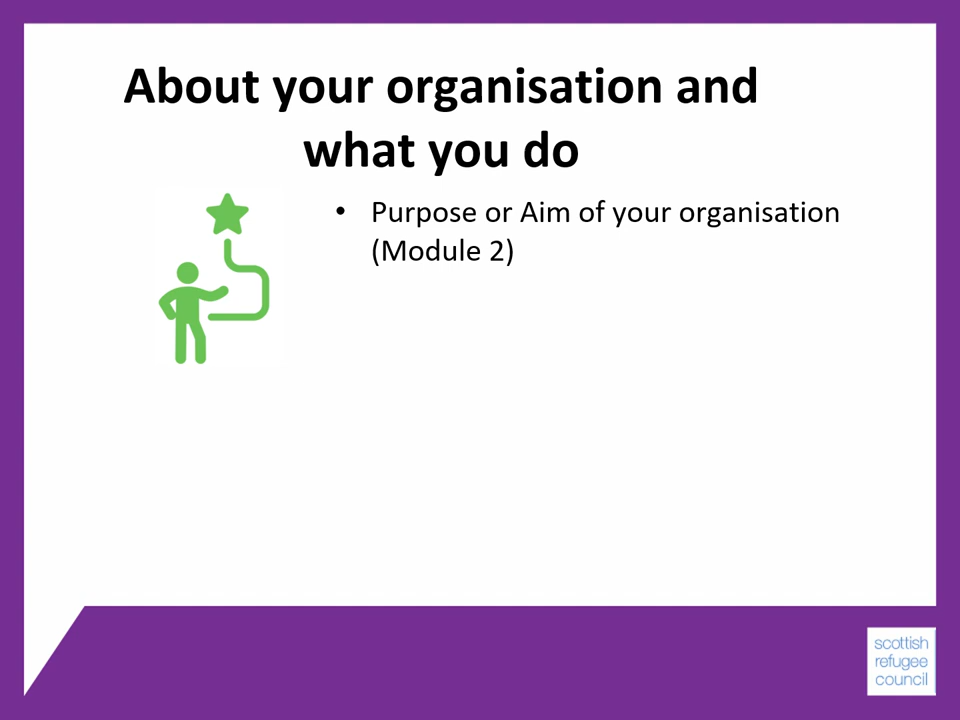 About your organisation and
what you do
• Purpose or Aim of your organisation
(Module 2)
scottish
refugee
council